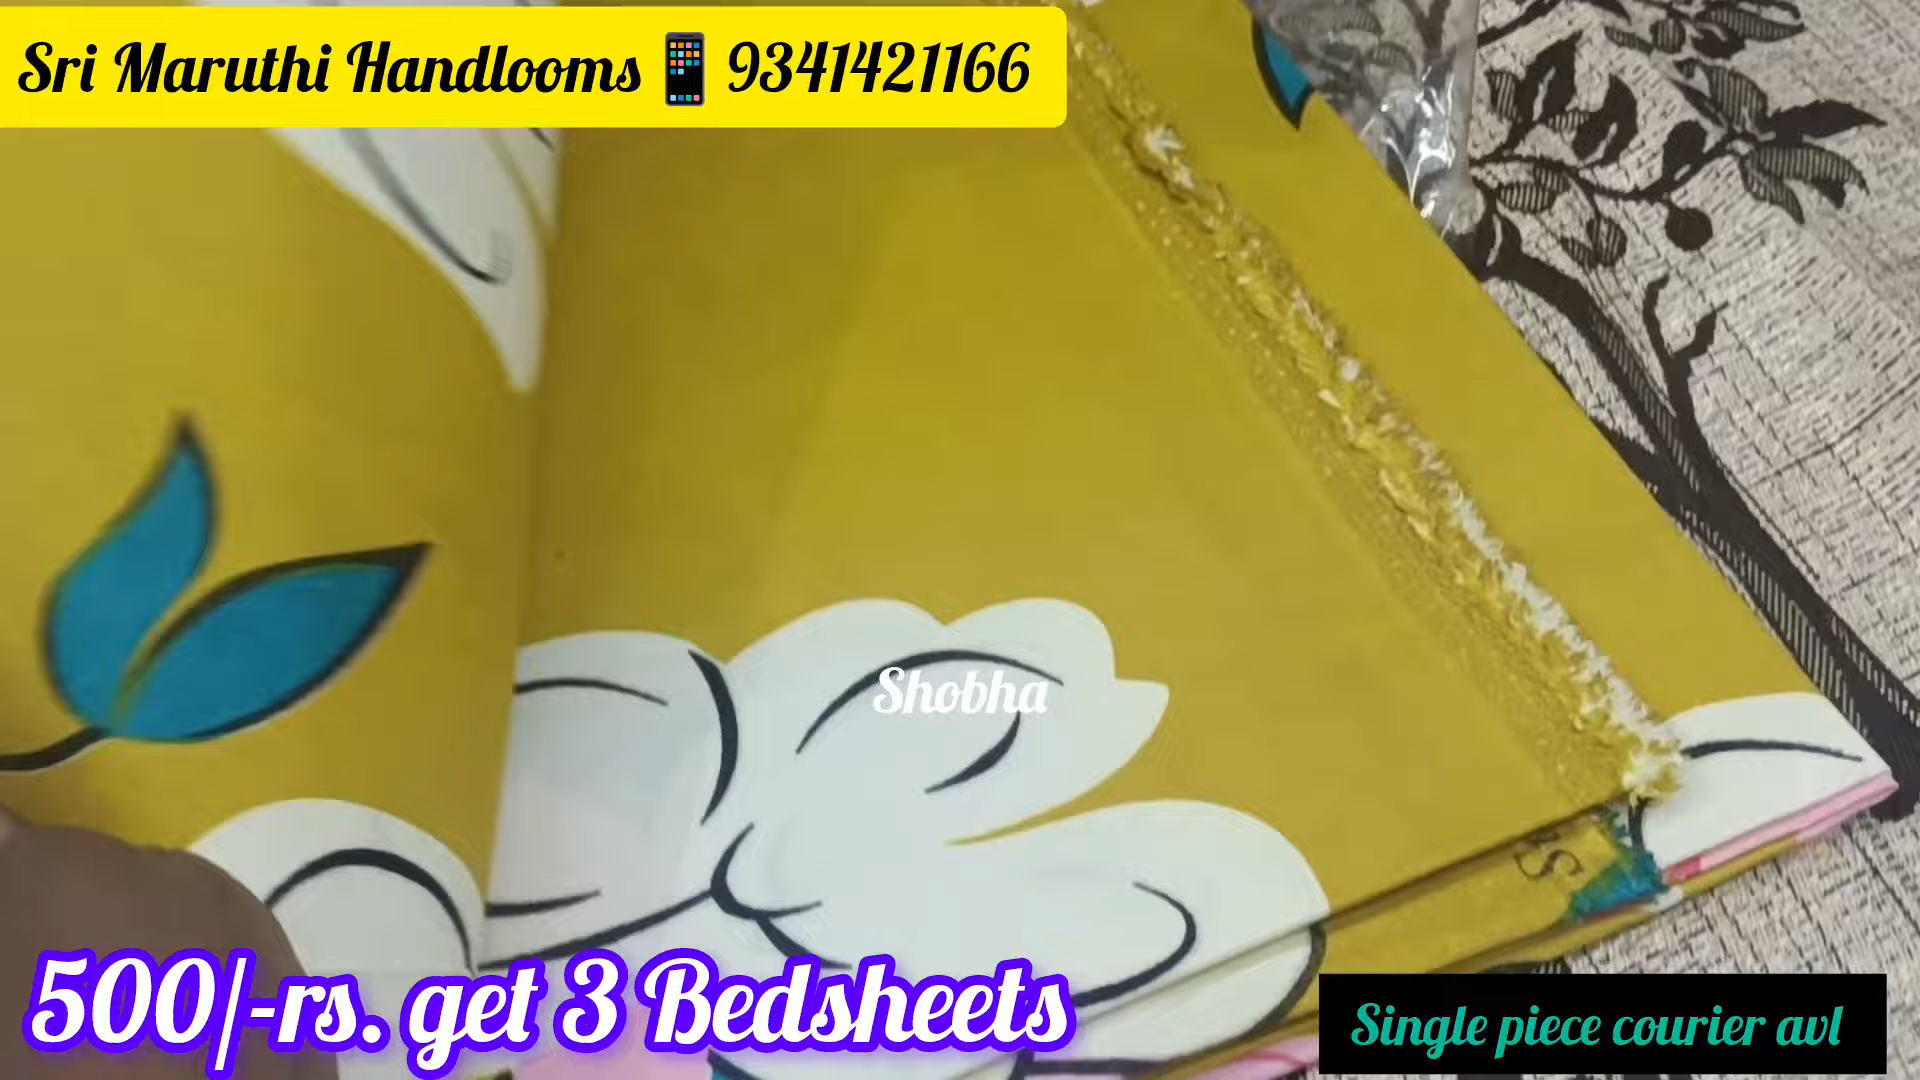 Sri Maruthi Handlooms📱9341421166
Shobha
500/-rs. get 3 Bedsheets
Single piece courier avl